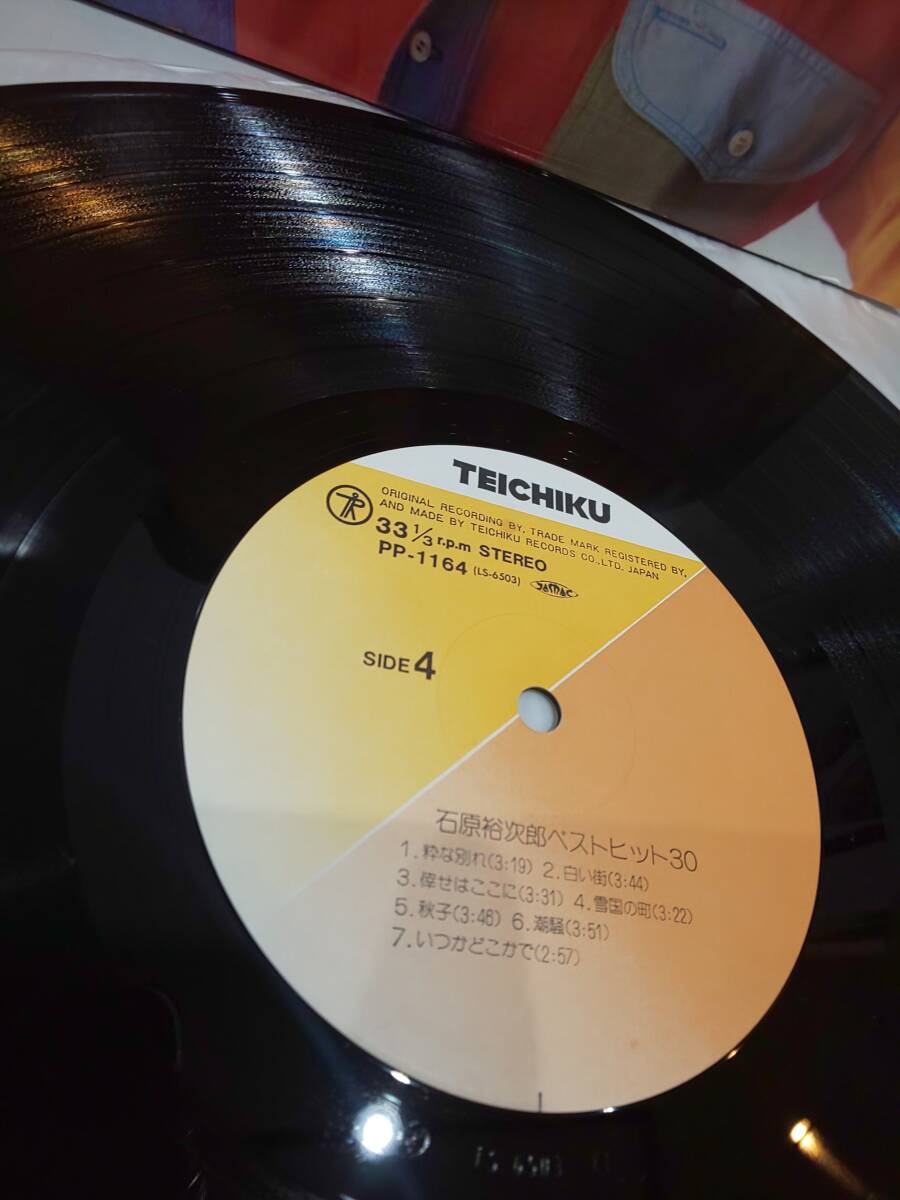 TEICHIKU
ORIGINAL RECORDING BY, TRADE MARK REGISTERED BY,
AND MADE BY TEICHIKU RECORDS CO.,LTD. JAPAN
33 1/3 r.p.m STEREO
PP-1164 (LS-6503)
SIDE 4
石原裕次郎ベストヒット30
1.粋な別れ(3:19) 2.白い街(3:44)
3.倖せはここに(3:31) 4.雪国の町(3:22)
5.秋子(3:46) 6.潮騒(3:51)
7.いつかどこかで(2:57)